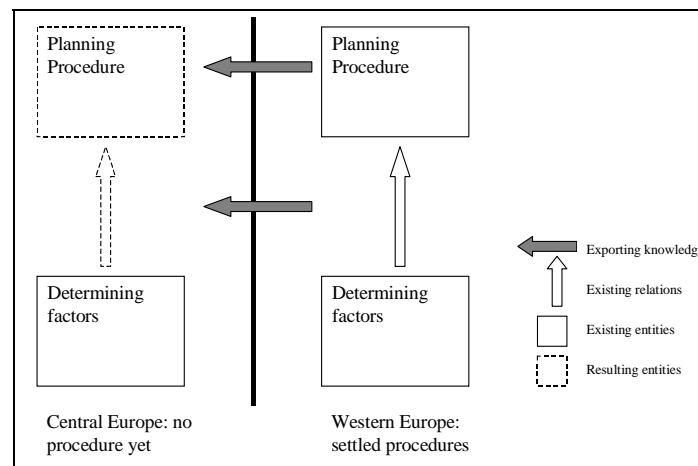 Planning
Procedure
Planning
Procedure
Determining
factors
Determining
factors
Exporting knowledg
Existing relations
Existing entities
Resulting entities
Central Europe: no
procedure yet
Western Europe:
settled procedures